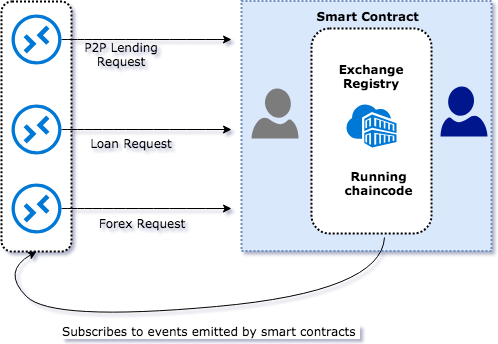 Smart Contract
P2P Lending
Request
Exchange
Registry
Loan Request
Running
chaincode
Forex Request
Subscribes to events emitted by smart contracts